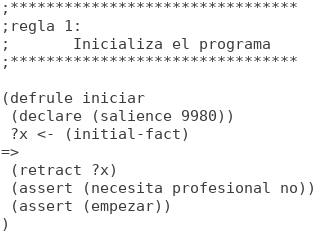 ;********************************
;regla 1:
;       Inicializa el programa
;********************************

(defrule iniciar
 (declare (salience 9980))
 ?x <- (initial-fact)
=>
 (retract ?x)
 (assert (necesita profesional no))
 (assert (empezar))
)